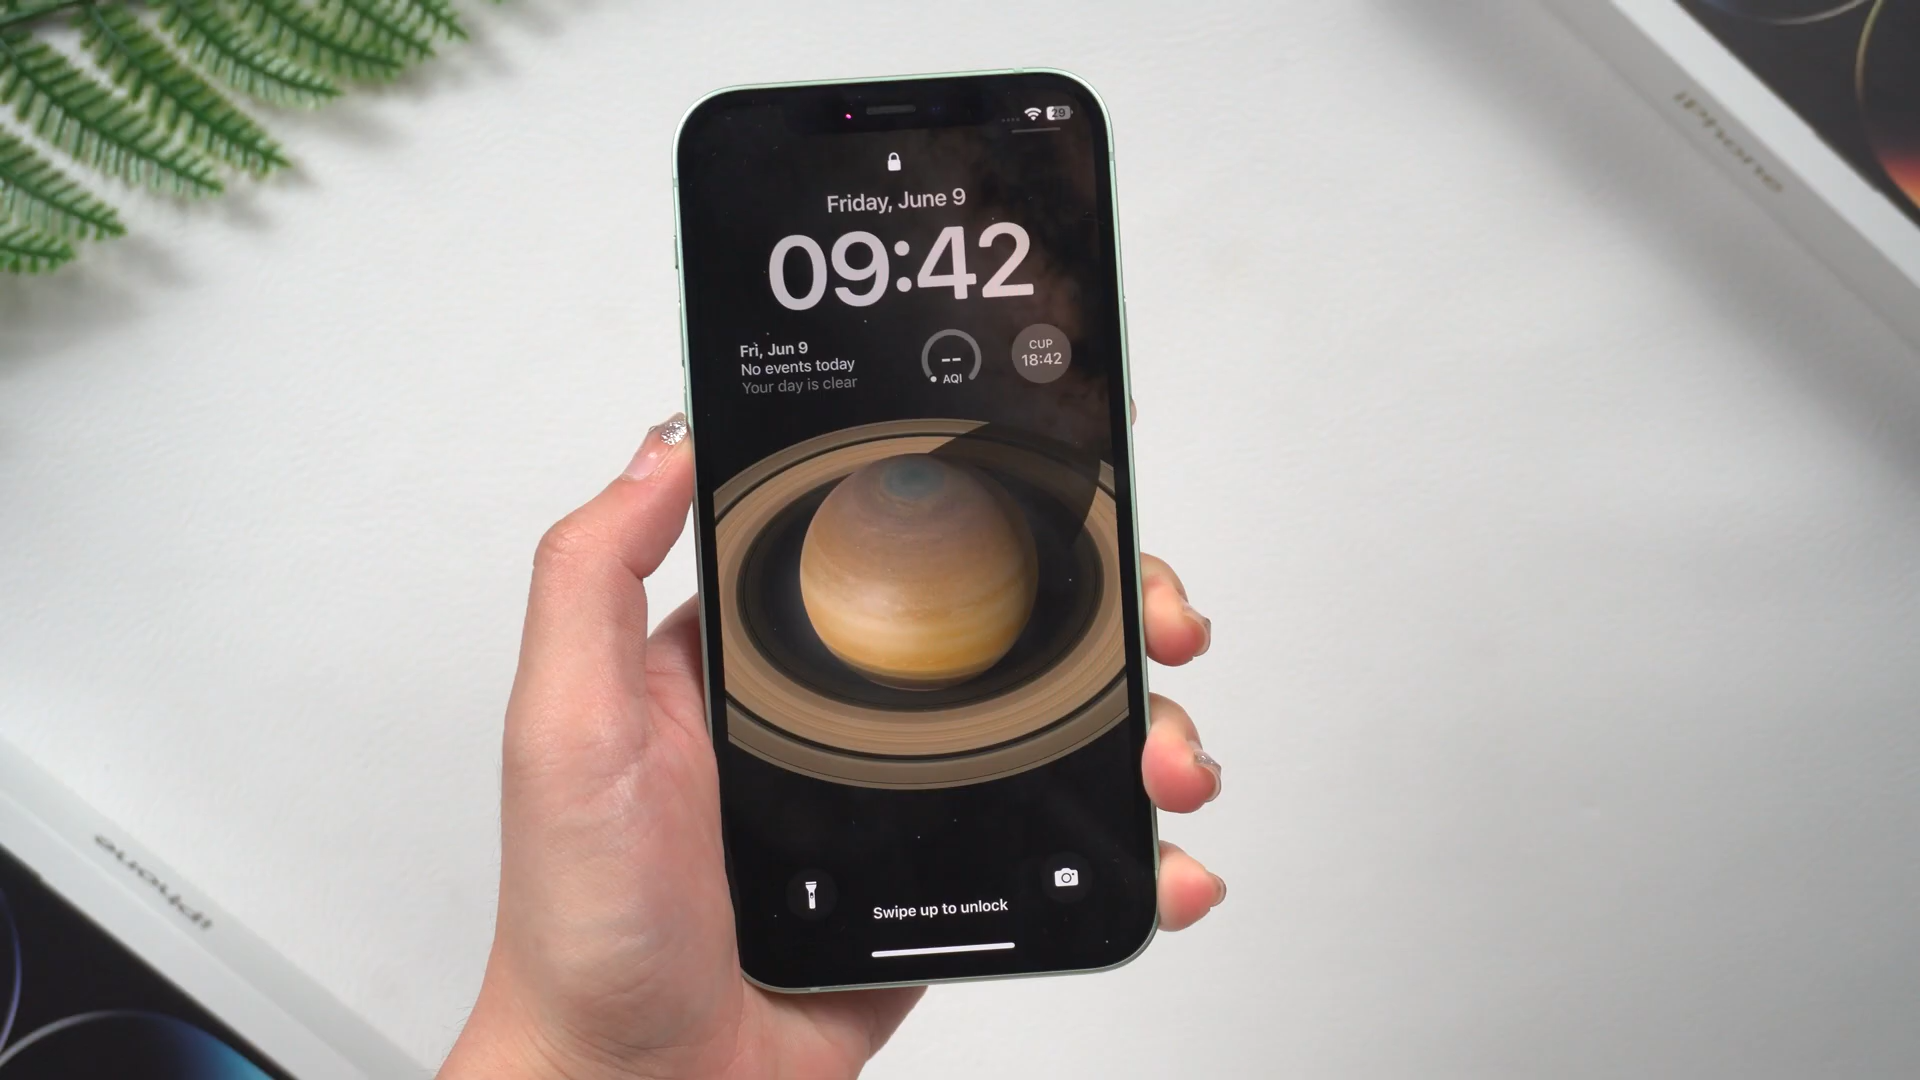 29
Friday, June 9
09:42
Fri, Jun 9
No events today
Your day is clear
--
AQI
CUP
18:42
Swipe up to unlock
iPhone
iPhone